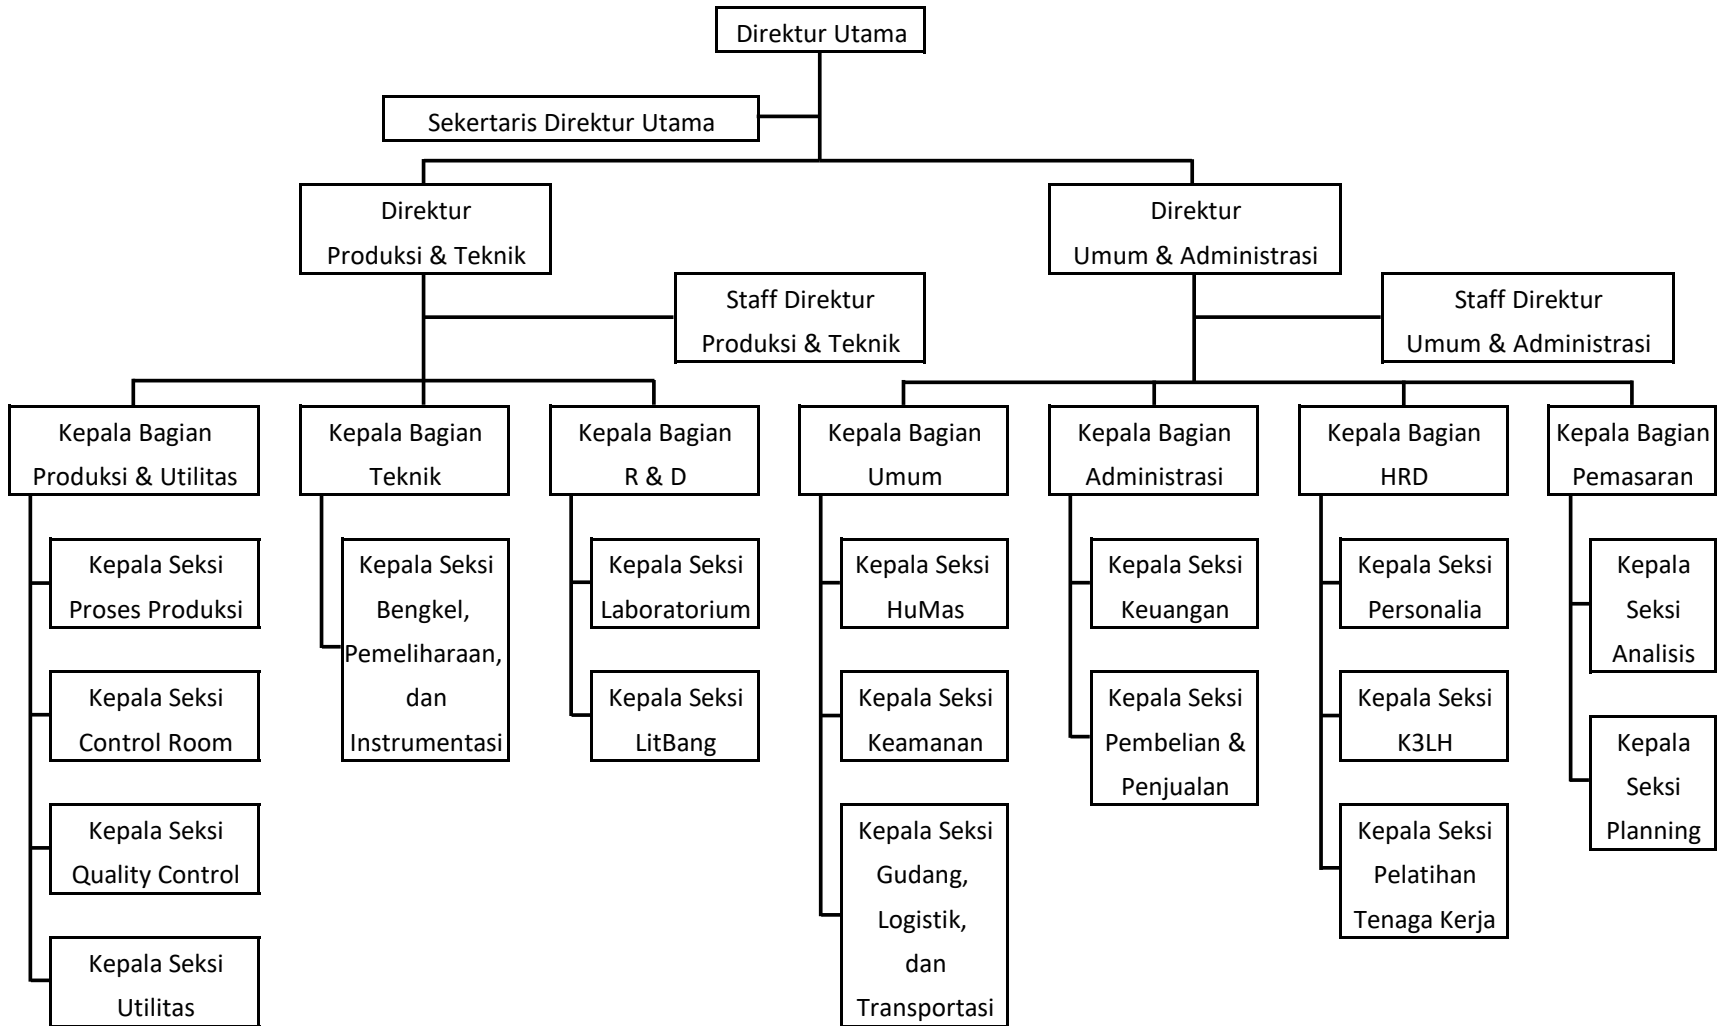 Direktur Utama
Sekertaris Direktur Utama
Direktur
Produksi & Teknik
Direktur
Umum & Administrasi
Staff Direktur
Produksi & Teknik
Staff Direktur
Umum & Administrasi
Kepala Bagian
Produksi & Utilitas
Kepala Bagian
Teknik
Kepala Bagian
R & D
Kepala Bagian
Umum
Kepala Bagian
Administrasi
Kepala Bagian
HRD
Kepala Bagian
Pemasaran
Kepala Seksi
Proses Produksi
Kepala Seksi
Control Room
Kepala Seksi
Quality Control
Kepala Seksi
Utilitas
Kepala Seksi
Bengkel,
Pemeliharaan,
dan
Instrumentasi
Kepala Seksi
Laboratorium
Kepala Seksi
LitBang
Kepala Seksi
HuMas
Kepala Seksi
Keamanan
Kepala Seksi
Gudang,
Logistik,
dan
Transportasi
Kepala Seksi
Keuangan
Kepala Seksi
Pembelian &
Penjualan
Kepala Seksi
Personalia
Kepala Seksi
K3LH
Kepala Seksi
Pelatihan
Tenaga Kerja
Kepala
Seksi
Analisis
Kepala
Seksi
Planning